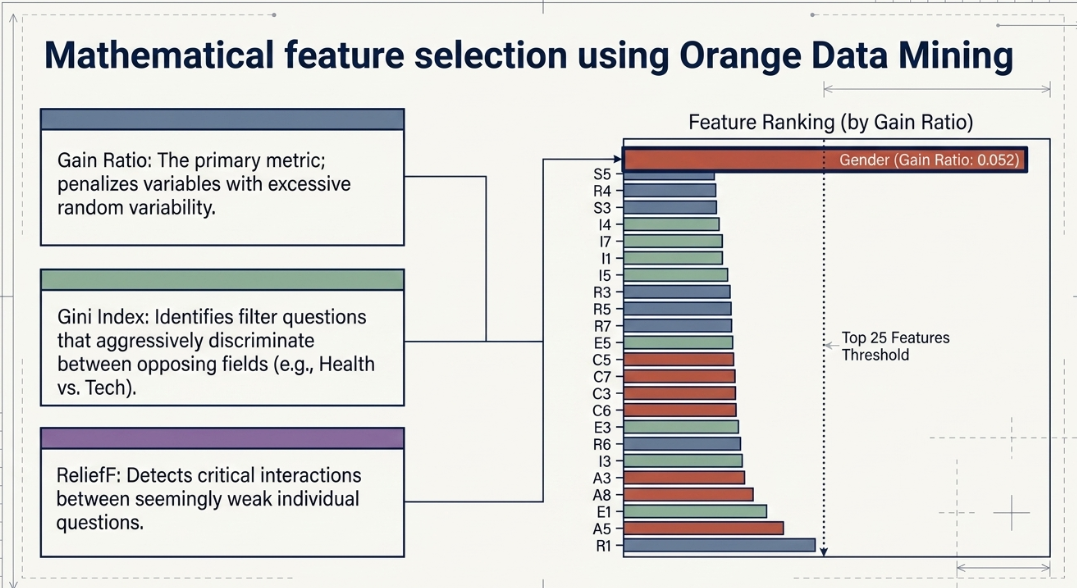 Mathematical feature selection using Orange Data Mining
Gain Ratio: The primary metric;
penalizes variables with excessive
random variability.
Gini Index: Identifies filter questions
that aggressively discriminate
between opposing fields (e.g., Health
vs. Tech).
ReliefF: Detects critical interactions
between seemingly weak individual
questions.
Feature Ranking (by Gain Ratio)
Gender (Gain Ratio: 0.052)
S5
R4
S3
I4
I7
I1
I5
R3
R5
R7
E5
C5
C7
C3
C6
E3
R6
I3
A3
A8
E1
A5
R1
Top 25 Features
Threshold